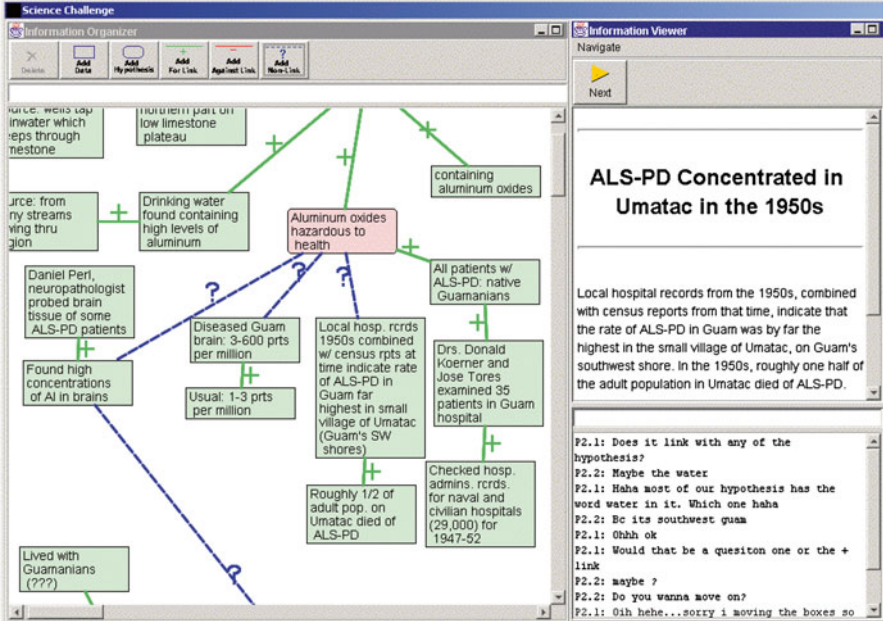 Science Challenge
Information Organizer
Delete
Add Data
Add Hypothesis
Add For Link
Add Against Link
Add Non-Link
urce: wells tap
inwater which
eeps through
mestone
northern part on
low limestone
plateau
containing
aluminum oxides
urce: from
ny streams
wing thru
gion
Drinking water
found containing
high levels of
aluminum
Aluminum oxides
hazardous to
health
Daniel Perl,
neuropathologist
probed brain
tissue of some
ALS-PD patients
All patients w/
ALS-PD: native
Guamanians
Diseased Guam
brain: 3-600 prts
per million
Local hosp. rcrds
1950s combined
w/ census rpts at
time indicate rate
of ALS-PD in
Guam far
highest in small
village of Umatac
(Guam's SW
shores)
Drs. Donald
Koerner and
Jose Tores
examined 35
patients in Guam
hospital
Found high
concentrations
of Al in brains
Usual: 1-3 prts
per million
Roughly 1/2 of
adult pop. on
Umatac died of
ALS-PD
Checked hosp.
admins. rcrds.
for naval and
civilian hospitals
(29,000) for
1947-52
Lived with
Guamanians
(???)
Information Viewer
Navigate
Next
ALS-PD Concentrated in
Umatac in the 1950s
Local hospital records from the 1950s, combined
with census reports from that time, indicate that
the rate of ALS-PD in Guam was by far the
highest in the small village of Umatac, on Guam's
southwest shore. In the 1950s, roughly one half of
the adult population in Umatac died of ALS-PD.
P2.1: Does it link with any of the
hypothesis?
P2.2: Maybe the water
P2.1: Haha most of our hypothesis has the
word water in it. Which one haha
P2.2: Bc its southwest guam
P2.1: Ohhh ok
P2.1: Would that be a quesiton one or the +
link
P2.2: maybe ?
P2.2: Do you wanna move on?
P2.1: Oih hehe...sorry i moving the boxes so